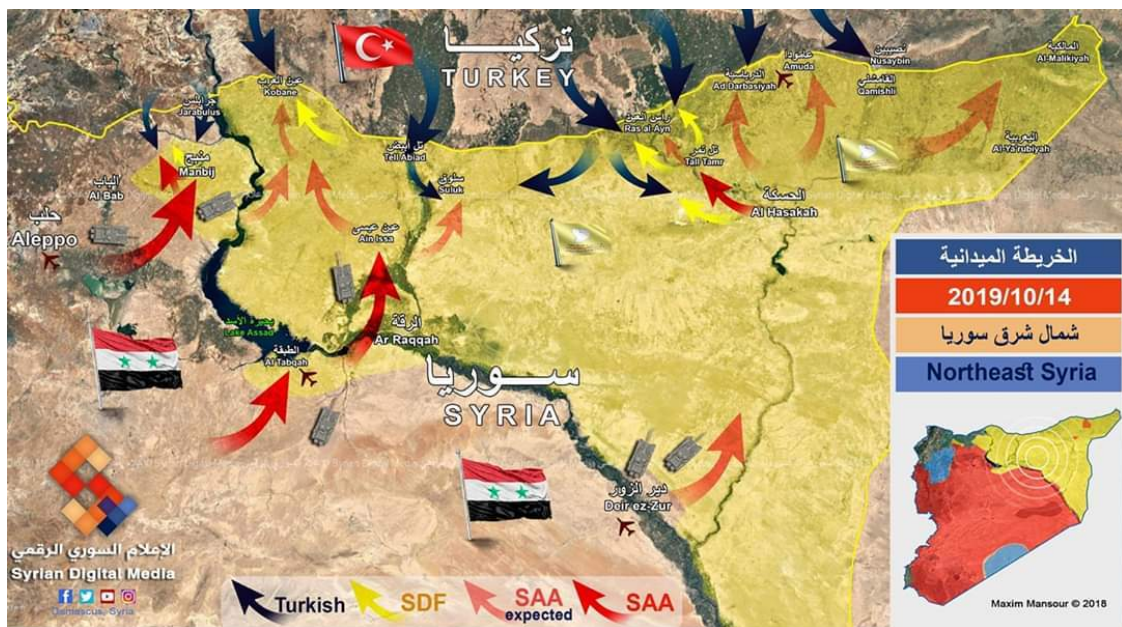 تركيـــا
TURKEY
عين العرب
Kobane
جرابلس
Jarabulus
منبج
Manbij
الباب
Al Bab
حلب
Aleppo
تل أبيض
Tell Abiad
سلوك
Suluk
عين عيسى
Ain Issa
راس العين
Ras al-Ayn
تل تمر
Tall Tamr
الدرباسية
Ad Darbasiyah
عامودا
Amuda
نصيبين
Nusaybin
القامشلي
Qamishli
المالكية
Al-Malikiyah
اليعربية
Al-Ya'rubiyah
الحسكة
Al Hasakah
بحيرة الأسد
Lake Assad
الطبقة
Al Tabqah
الرقة
Ar Raqqah
ســـوريا
SYRIA
دير الزور
Deir ez-Zur
الخريطة الميدانية
2019/10/14
شمال شرق سوريا
Northeast Syria
الإعلام السوري الرقمي
Syrian Digital Media
Damascus, Syria
Turkish
SDF
SAA
expected
SAA
Maxim Mansour © 2018